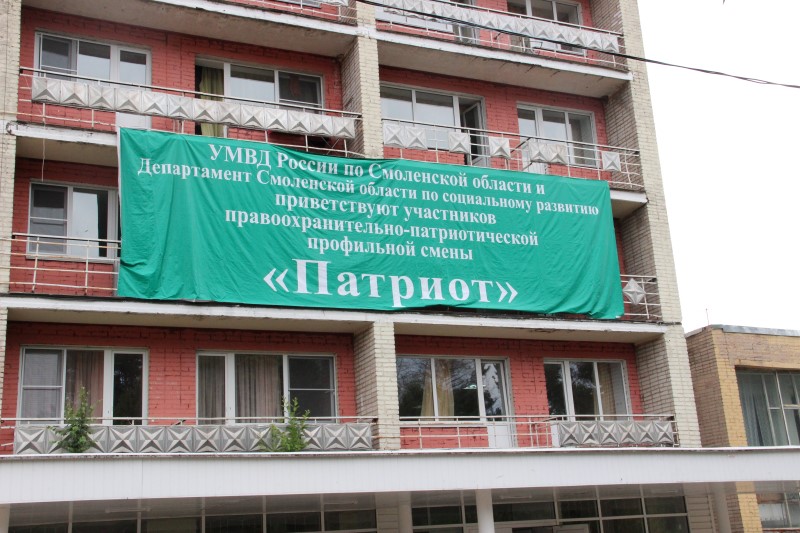 УМВД России по Смоленской области и
Департамент Смоленской области по социальному развитию
приветствуют участников
правоохранительно-патриотической
профильной смены
«Патриот»